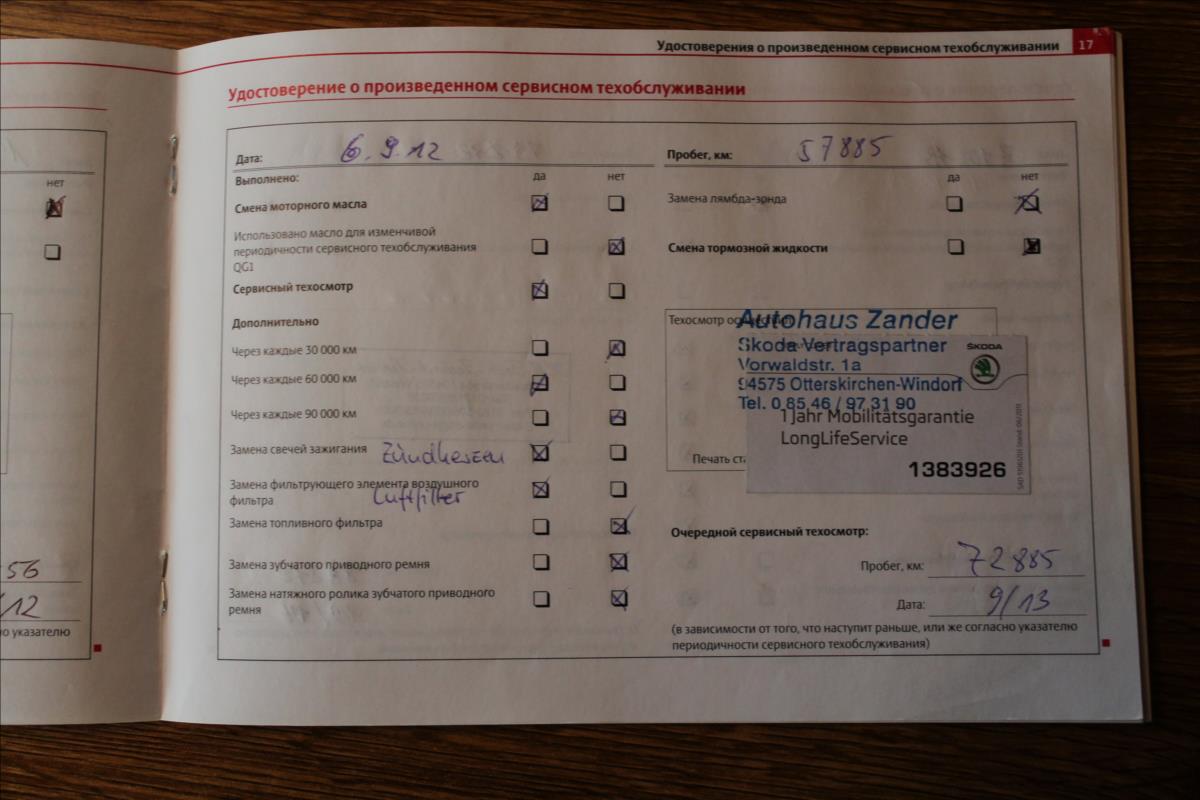 Удостоверения о произведенном сервисном техобслуживании 17
Удостоверение о произведенном сервисном техобслуживании
Дата: 6.9.12
Пробег, км: 57885
Выполнено: да нет
да нет
Смена моторного масла
Замена лямбда-зонда
Использовано масло для изменчивой
периодичности сервисного техобслуживания
QG1
Смена тормозной жидкости
Сервисный техосмотр
Дополнительно
Через каждые 30 000 км
Через каждые 60 000 км
Через каждые 90 000 км
Замена свечей зажигания Zündkerzen
Замена фильтрующего элемента воздушного
фильтра Luftfilter
Замена топливного фильтра
Замена зубчатого приводного ремня
Замена натяжного ролика зубчатого приводного
ремня
Техосмотр
Autohaus Zander
Skoda Vertragspartner
Vorwaldstr. 1a
94575 Otterskirchen-Windorf
Tel. 0 85 46 / 97 31 90
ŠKODA
1 Jahr Mobilitätsgarantie
LongLifeService
1383926
Печать
Очередной сервисный техосмотр:
Пробег, км: 72885
Дата: 9/13
(в зависимости от того, что наступит раньше, или же согласно указателю
периодичности сервисного техобслуживания)
нет
56
/12
указателю